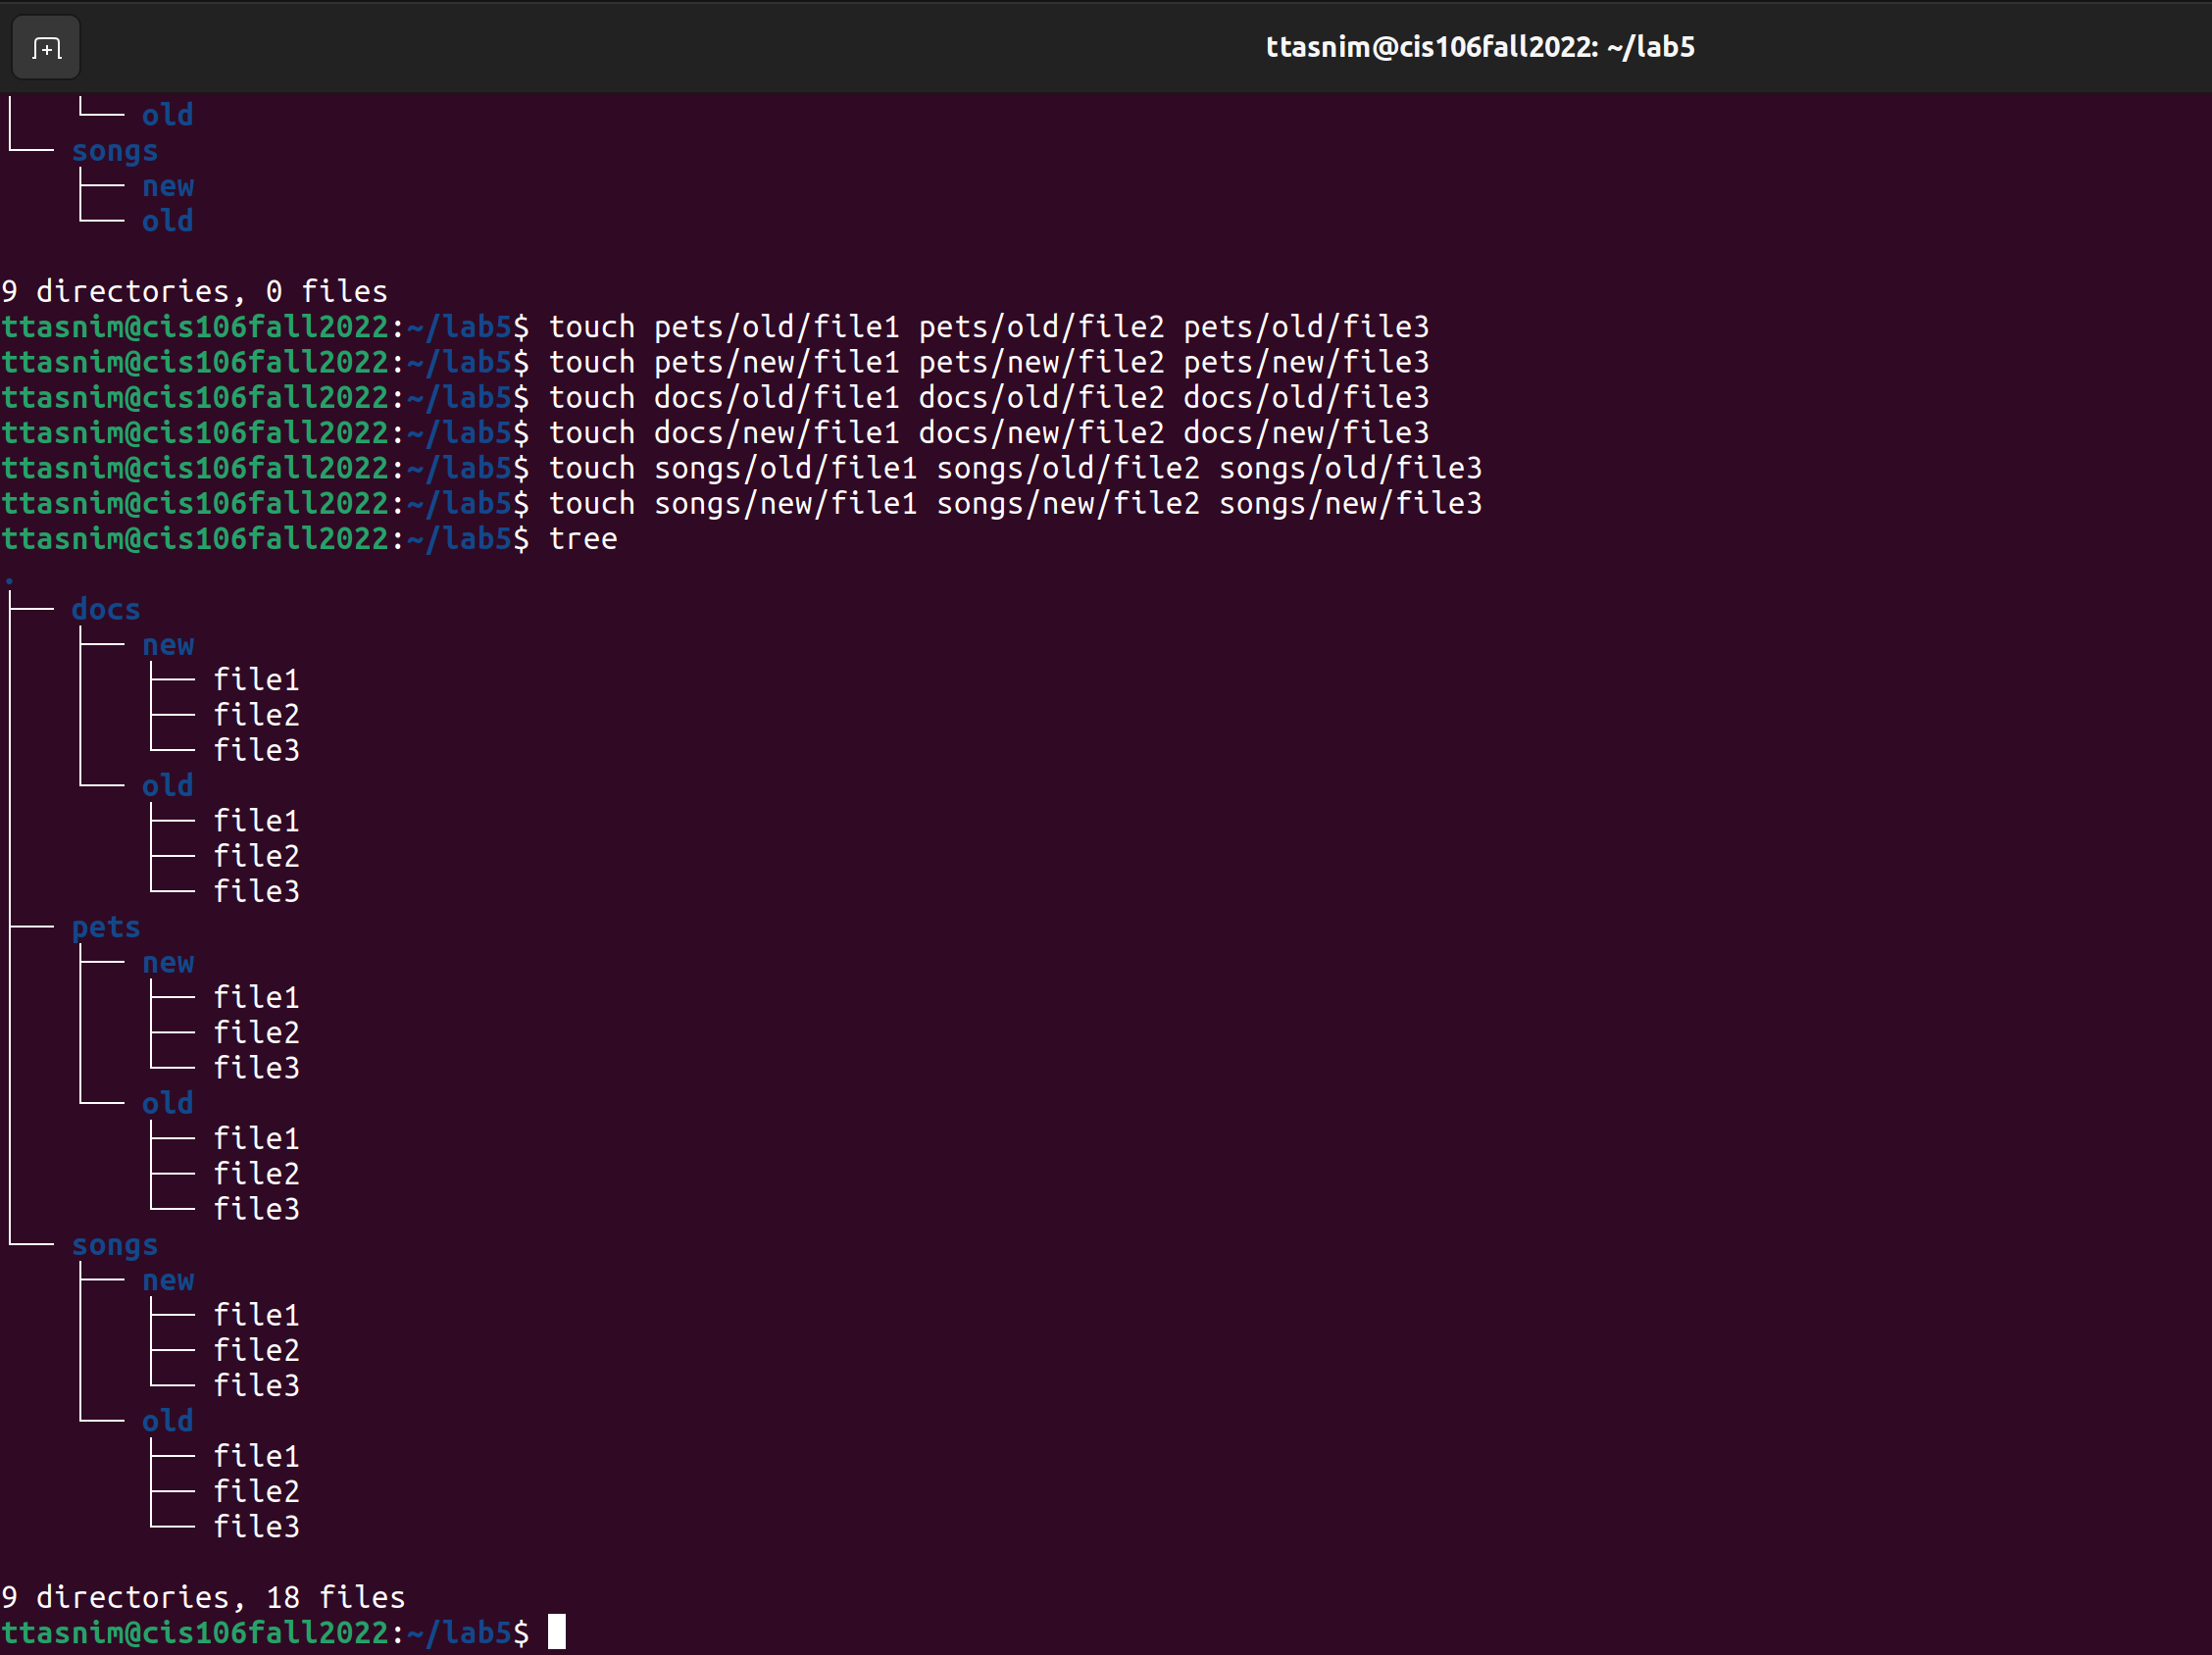 ttasnim@cis106fall2022: ~/lab5
│   └── old
└── songs
    ├── new
    └── old

9 directories, 0 files
ttasnim@cis106fall2022:~/lab5$ touch pets/old/file1 pets/old/file2 pets/old/file3
ttasnim@cis106fall2022:~/lab5$ touch pets/new/file1 pets/new/file2 pets/new/file3
ttasnim@cis106fall2022:~/lab5$ touch docs/old/file1 docs/old/file2 docs/old/file3
ttasnim@cis106fall2022:~/lab5$ touch docs/new/file1 docs/new/file2 docs/new/file3
ttasnim@cis106fall2022:~/lab5$ touch songs/old/file1 songs/old/file2 songs/old/file3
ttasnim@cis106fall2022:~/lab5$ touch songs/new/file1 songs/new/file2 songs/new/file3
ttasnim@cis106fall2022:~/lab5$ tree
.
├── docs
│   ├── new
│   │   ├── file1
│   │   ├── file2
│   │   └── file3
│   └── old
│       ├── file1
│       ├── file2
│       └── file3
├── pets
│   ├── new
│   │   ├── file1
│   │   ├── file2
│   │   └── file3
│   └── old
│       ├── file1
│       ├── file2
│       └── file3
└── songs
    ├── new
    │   ├── file1
    │   ├── file2
    │   └── file3
    └── old
        ├── file1
        ├── file2
        └── file3

9 directories, 18 files
ttasnim@cis106fall2022:~/lab5$